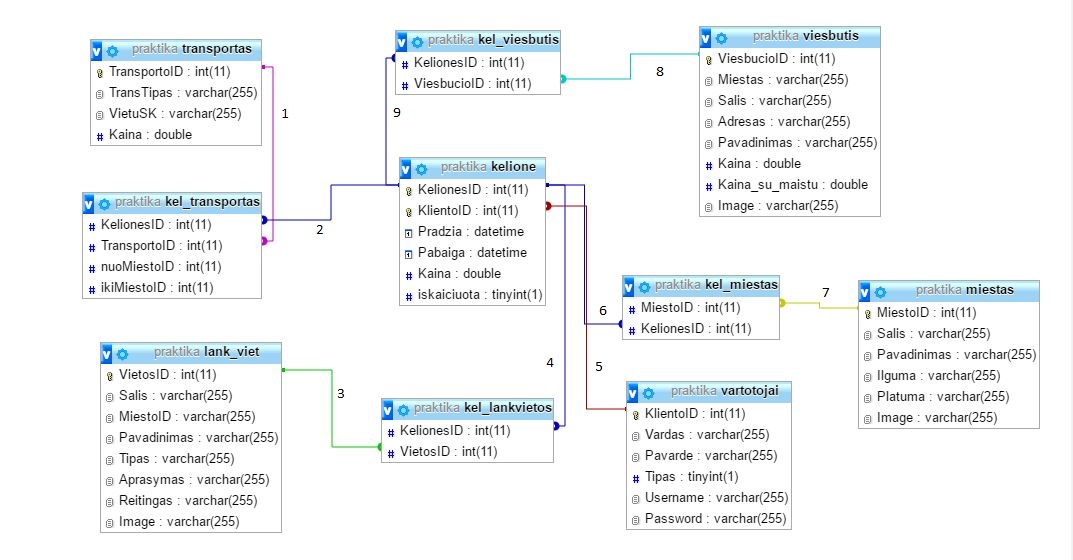 praktika transportas
TransportoID : int(11)
TransTipas : varchar(255)
VietuSK : varchar(255)
Kaina : double
1
praktika kel_viesbutis
KelionesID : int(11)
ViesbucioID : int(11)
8
9
praktika viesbutis
ViesbucioID : int(11)
Miestas : varchar(255)
Salis : varchar(255)
Adresas : varchar(255)
Pavadinimas : varchar(255)
Kaina : double
Kaina_su_maistu : double
Image : varchar(255)
praktika kel_transportas
KelionesID : int(11)
TransportoID : int(11)
nuoMiestoID : int(11)
ikiMiestoID : int(11)
2
praktika kelione
KelionesID : int(11)
KlientoID : int(11)
Pradzia : datetime
Pabaiga : datetime
Kaina : double
iskaiciuota : tinyint(1)
6
praktika kel_miestas
MiestoID : int(11)
KelionesID : int(11)
7
praktika miestas
MiestoID : int(11)
Salis : varchar(255)
Pavadinimas : varchar(255)
Ilguma : varchar(255)
Platuma : varchar(255)
Image : varchar(255)
praktika lank_viet
VietosID : int(11)
Salis : varchar(255)
MiestoID : varchar(255)
Pavadinimas : varchar(255)
Tipas : varchar(255)
Aprasymas : varchar(255)
Reitingas : varchar(255)
Image : varchar(255)
3
praktika kel_lankvietos
KelionesID : int(11)
VietosID : int(11)
4
5
praktika vartotojai
KlientoID : int(11)
Vardas : varchar(255)
Pavarde : varchar(255)
Tipas : tinyint(1)
Username : varchar(255)
Password : varchar(255)